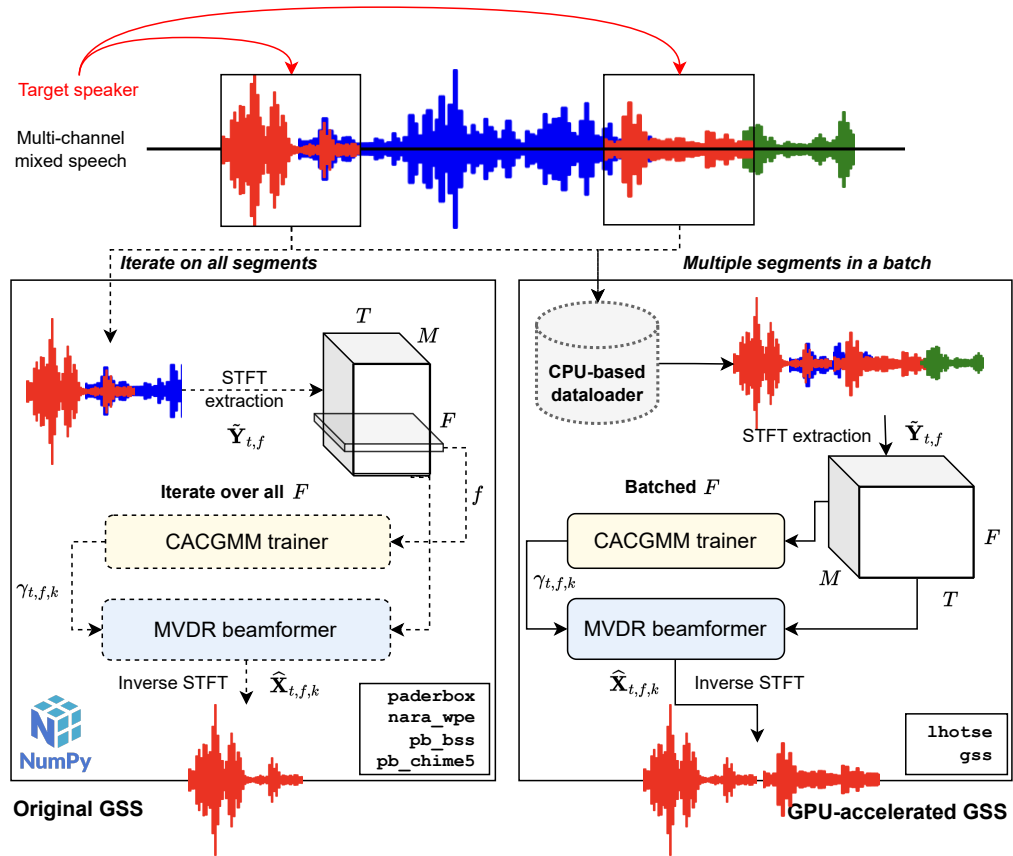 Target speaker
Multi-channel
mixed speech
Iterate on all segments
Multiple segments in a batch
T
M
STFT
extraction
F
Ỹ_{t,f}
Iterate over all F
f
CACGMM trainer
γ_{t,f,k}
MVDR beamformer
Inverse STFT
X̂_{t,f,k}
NumPy
paderbox
nara_wpe
pb_bss
pb_chime5
Original GSS
CPU-based
dataloader
STFT extraction
Ỹ_{t,f}
Batched F
F
CACGMM trainer
M
T
γ_{t,f,k}
MVDR beamformer
X̂_{t,f,k}
Inverse STFT
lhotse
gss
GPU-accelerated GSS